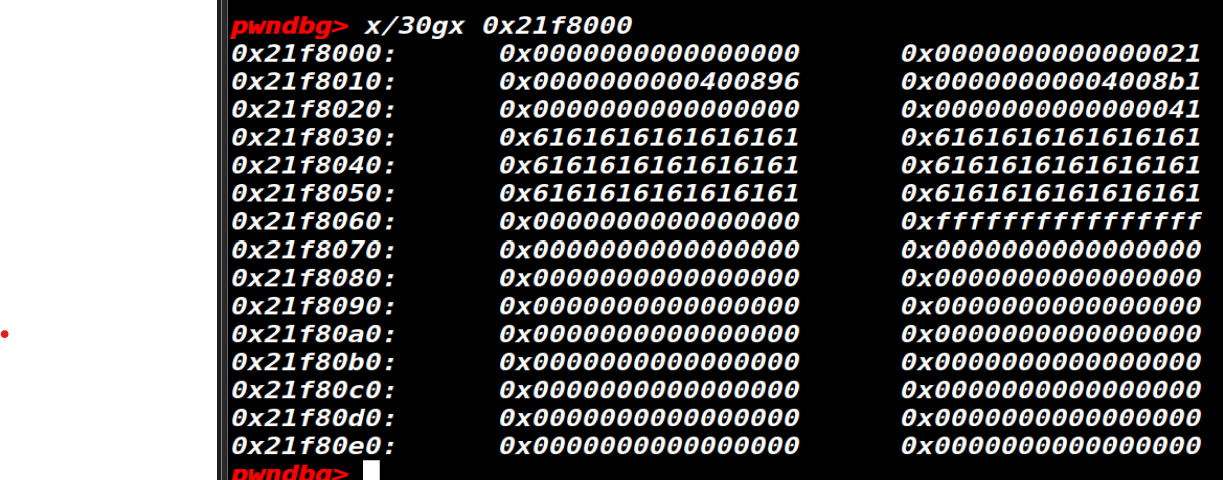 pwndbg> x/30gx 0x21f8000
0x21f8000: 0x0000000000000000 0x0000000000000021
0x21f8010: 0x0000000000400896 0x00000000004008b1
0x21f8020: 0x0000000000000000 0x0000000000000041
0x21f8030: 0x6161616161616161 0x6161616161616161
0x21f8040: 0x6161616161616161 0x6161616161616161
0x21f8050: 0x6161616161616161 0x6161616161616161
0x21f8060: 0x0000000000000000 0xffffffffffffffff
0x21f8070: 0x0000000000000000 0x0000000000000000
0x21f8080: 0x0000000000000000 0x0000000000000000
0x21f8090: 0x0000000000000000 0x0000000000000000
0x21f80a0: 0x0000000000000000 0x0000000000000000
0x21f80b0: 0x0000000000000000 0x0000000000000000
0x21f80c0: 0x0000000000000000 0x0000000000000000
0x21f80d0: 0x0000000000000000 0x0000000000000000
0x21f80e0: 0x0000000000000000 0x0000000000000000
pwndbg>